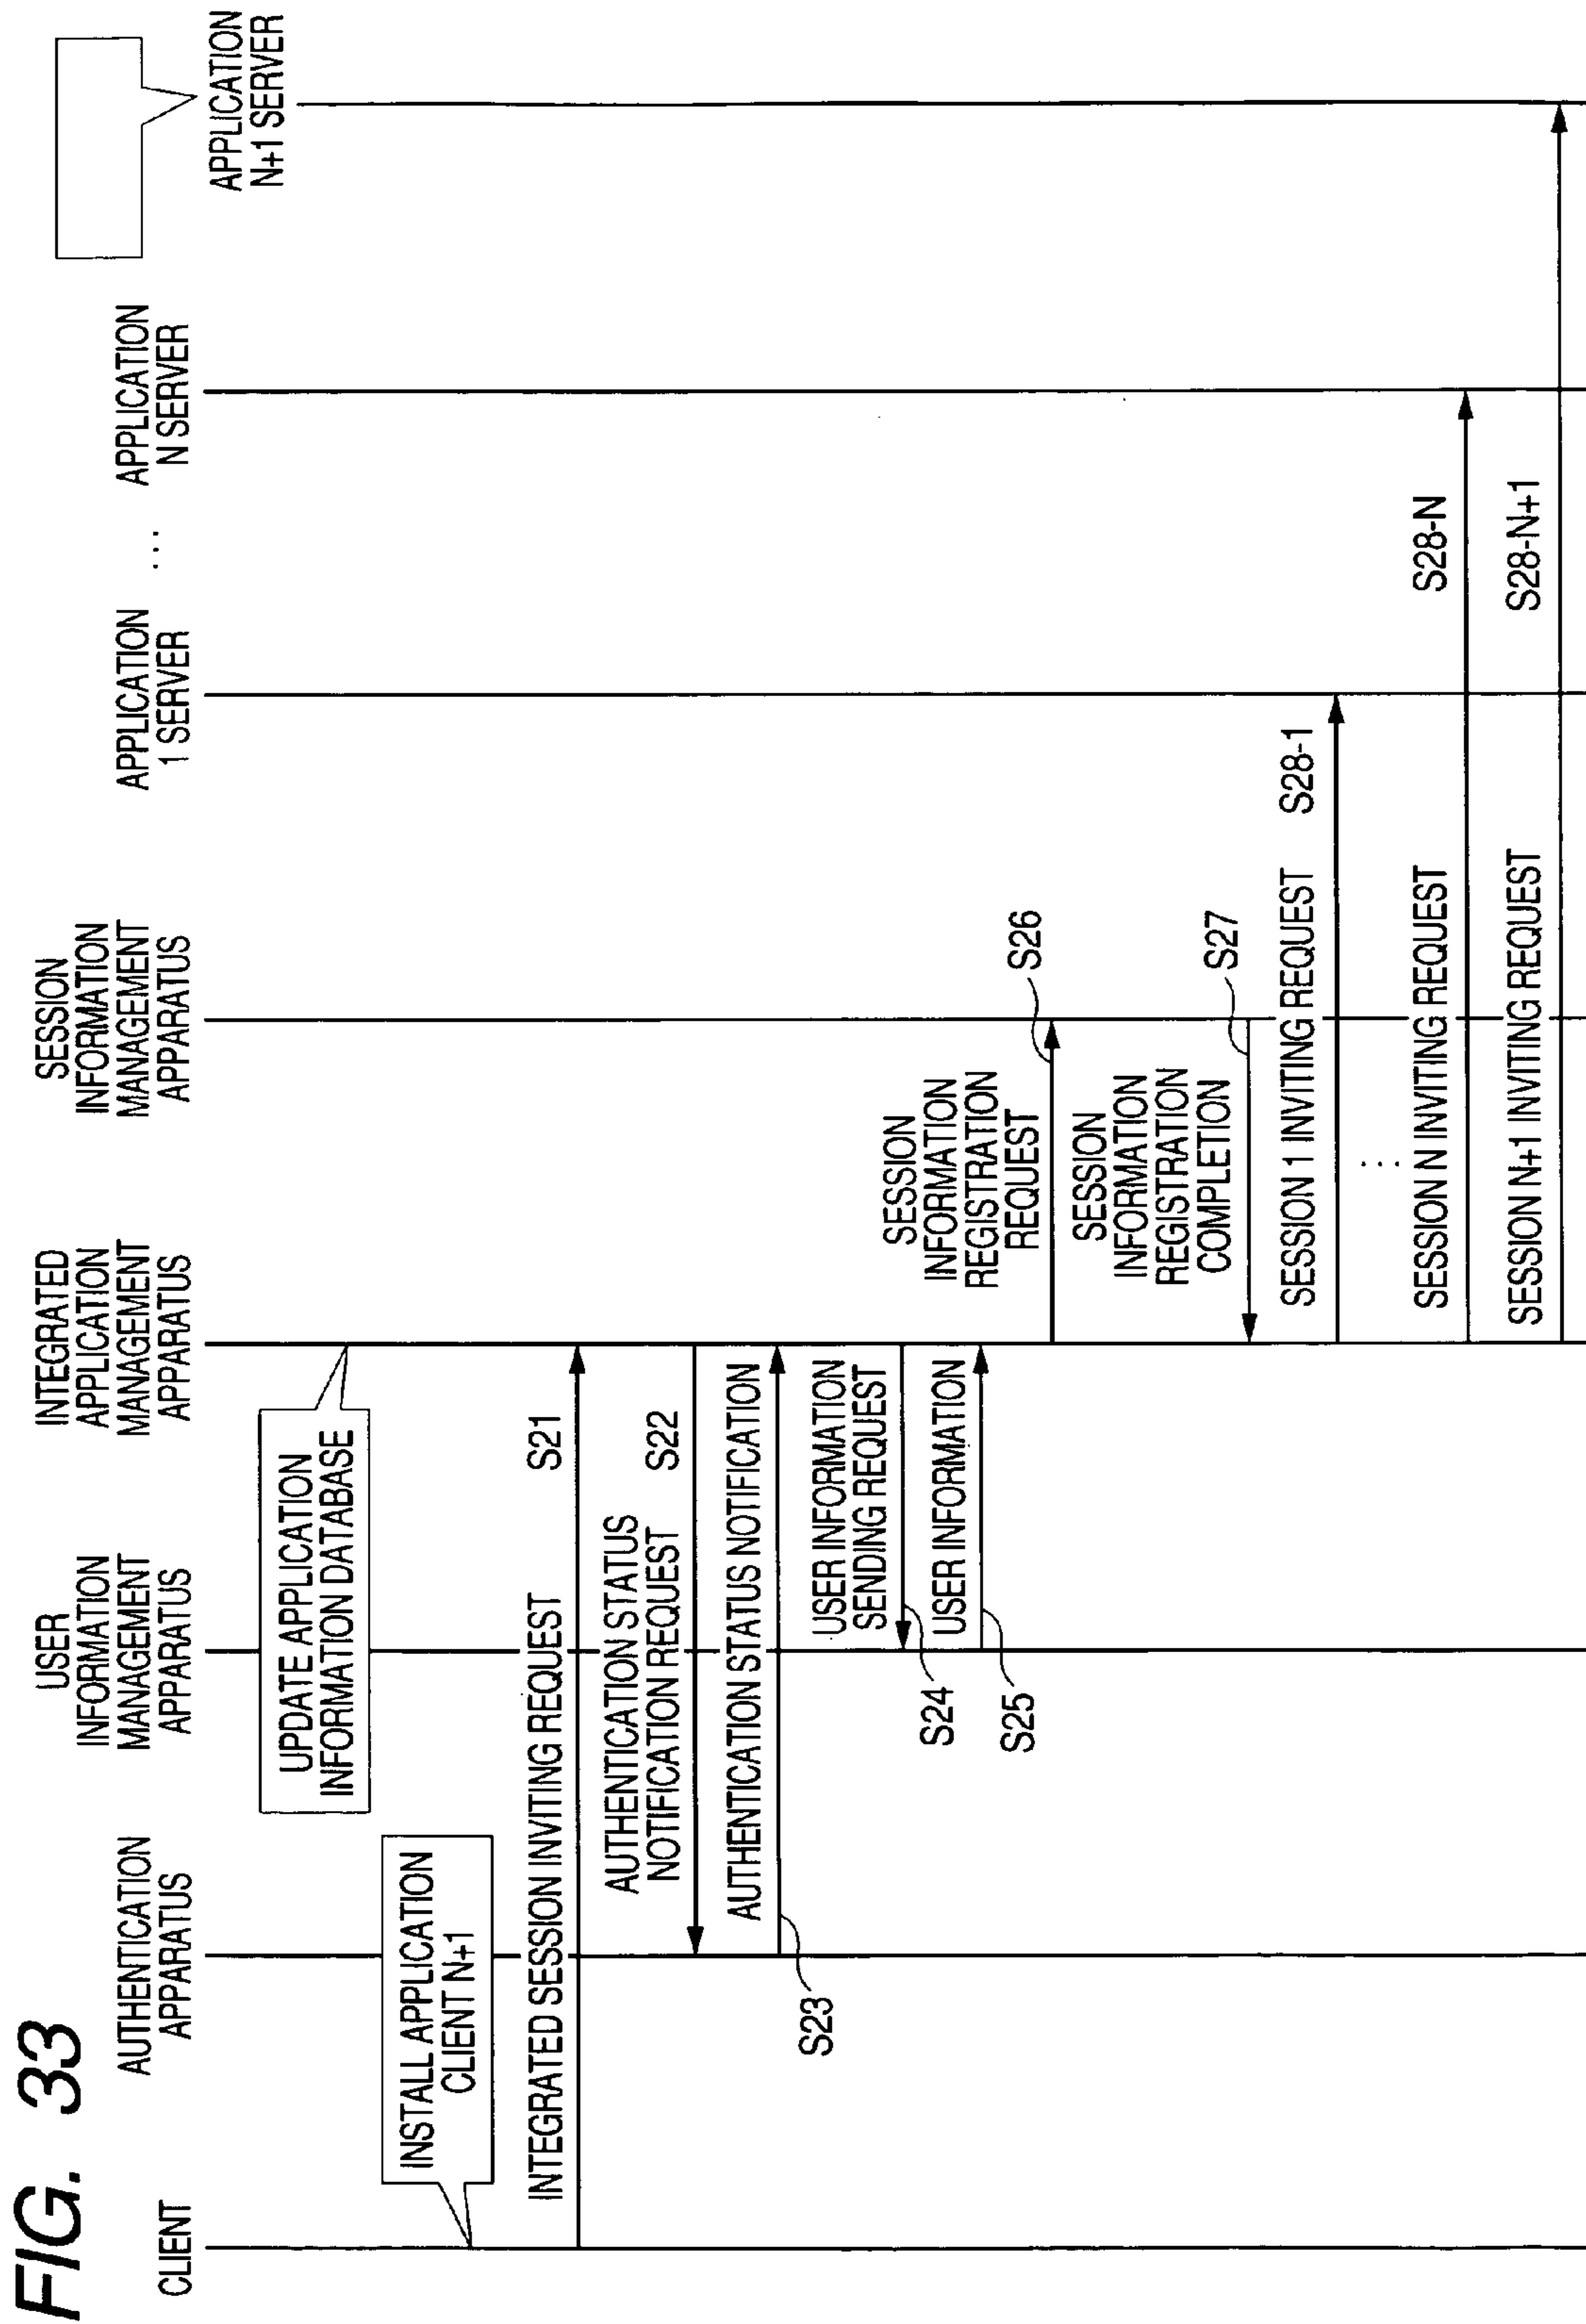 FIG. 33
CLIENT
AUTHENTICATION
APPARATUS
USER
INFORMATION
MANAGEMENT
APPARATUS
INTEGRATED
APPLICATION
MANAGEMENT
APPARATUS
SESSION
INFORMATION
MANAGEMENT
APPARATUS
APPLICATION
1 SERVER
...
APPLICATION
N SERVER
APPLICATION
N+1 SERVER
UPDATE APPLICATION
INFORMATION DATABASE
INSTALL APPLICATION
CLIENT N+1
INTEGRATED SESSION INVITING REQUEST S21
AUTHENTICATION STATUS
NOTIFICATION REQUEST S22
AUTHENTICATION STATUS NOTIFICATION
S23
USER INFORMATION
SENDING REQUEST
S24
USER INFORMATION
S25
SESSION
INFORMATION
REGISTRATION
REQUEST
S26
SESSION
INFORMATION
REGISTRATION
COMPLETION
S27
SESSION 1 INVITING REQUEST S28-1
...
SESSION N INVITING REQUEST S28-N
SESSION N+1 INVITING REQUEST S28-N+1